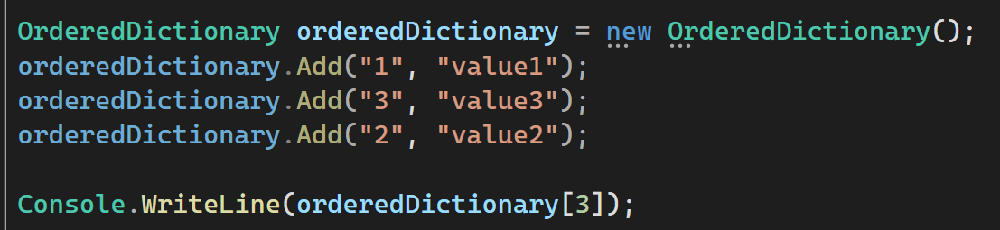 OrderedDictionary orderedDictionary = new OrderedDictionary();
orderedDictionary.Add("1", "value1");
orderedDictionary.Add("3", "value3");
orderedDictionary.Add("2", "value2");
Console.WriteLine(orderedDictionary[3]);